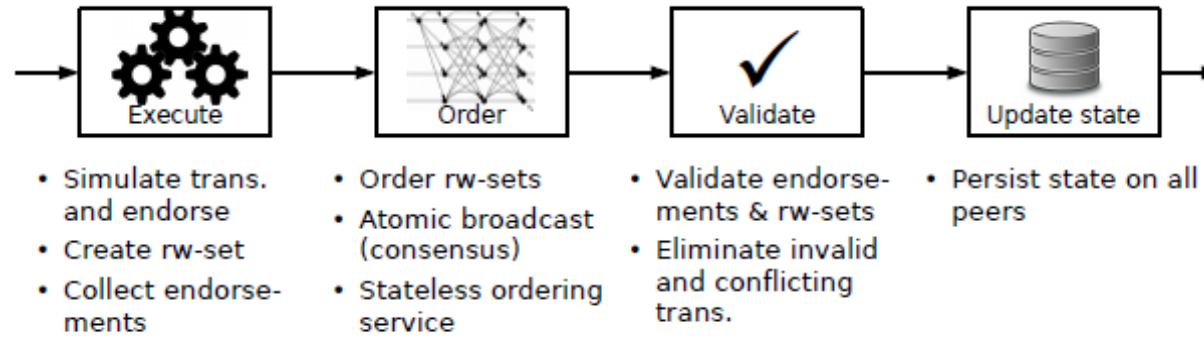 Execute
Order
Validate
Update state
• Simulate trans.
and endorse
• Create rw-set
• Collect endorse-
ments
• Order rw-sets
• Atomic broadcast
(consensus)
• Stateless ordering
service
• Validate endorse-
ments & rw-sets
• Eliminate invalid
and conflicting
trans.
• Persist state on all
peers